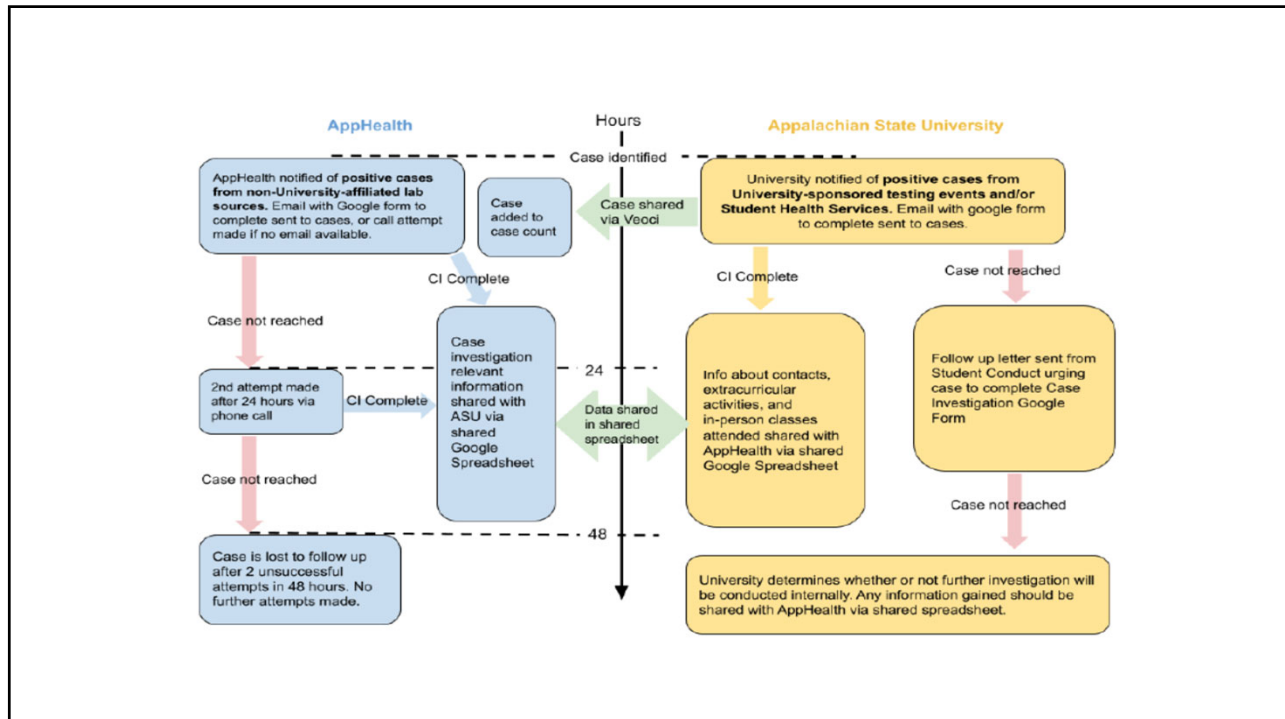 AppHealth
Hours
Appalachian State University
Case identified
AppHealth notified of positive cases
from non-University-affiliated lab
sources. Email with Google form to
complete sent to cases, or call attempt
made if no email available.
Case
added to
case count
Case shared
via Veoci
University notified of positive cases from
University-sponsored testing events and/or
Student Health Services. Email with google form
to complete sent to cases.
CI Complete
CI Complete
Case not reached
Case not reached
Case
investigation
relevant
information
shared with
ASU via
shared
Google
Spreadsheet
Info about contacts,
extracurricular
activities, and
in-person classes
attended shared with
AppHealth via shared
Google Spreadsheet
Follow up letter sent from
Student Conduct urging
case to complete Case
Investigation Google
Form
24
2nd attempt made
after 24 hours via
phone call
CI Complete
Data shared
in shared
spreadsheet
Case not reached
Case not reached
48
Case is lost to follow up
after 2 unsuccessful
attempts in 48 hours. No
further attempts made.
University determines whether or not further investigation will
be conducted internally. Any information gained should be
shared with AppHealth via shared spreadsheet.